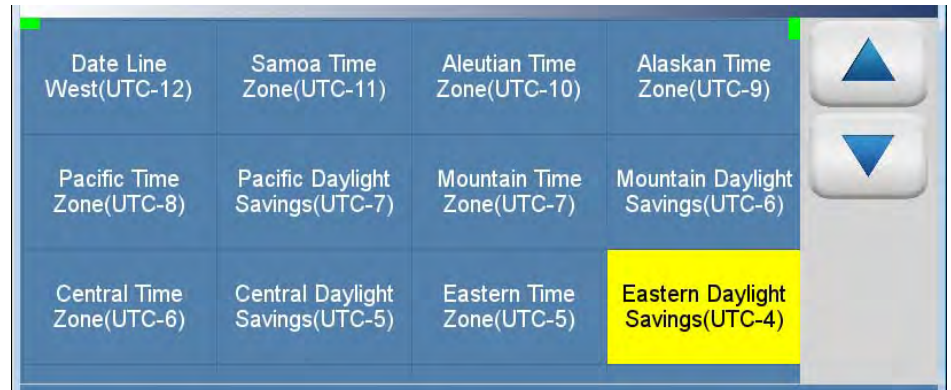 Date Line
West(UTC-12)
Samoa Time
Zone(UTC-11)
Aleutian Time
Zone(UTC-10)
Alaskan Time
Zone(UTC-9)
Pacific Time
Zone(UTC-8)
Pacific Daylight
Savings(UTC-7)
Mountain Time
Zone(UTC-7)
Mountain Daylight
Savings(UTC-6)
Central Time
Zone(UTC-6)
Central Daylight
Savings(UTC-5)
Eastern Time
Zone(UTC-5)
Eastern Daylight
Savings(UTC-4)